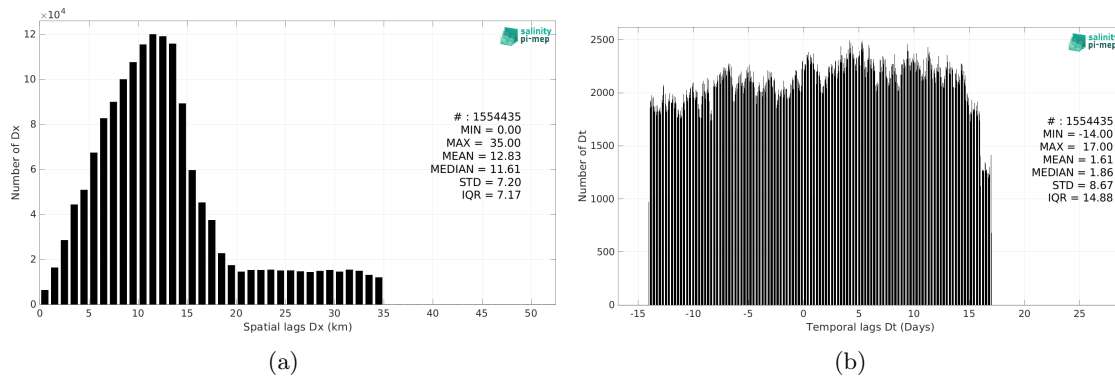 ×10⁴
12
10
8
6
4
2
0
0
5
10
15
20
25
30
35
40
45
50
Number of Dx
Spatial lags Dx (km)
salinity
pi-mep
# : 1554435
MIN = 0.00
MAX = 35.00
MEAN = 12.83
MEDIAN = 11.61
STD = 7.20
IQR = 7.17
(a)
2500
2000
1500
1000
500
0
-15
-10
-5
0
5
10
15
20
25
Number of Dt
Temporal lags Dt (Days)
salinity
pi-mep
# : 1554435
MIN = -14.00
MAX = 17.00
MEAN = 1.61
MEDIAN = 1.86
STD = 8.67
IQR = 14.88
(b)